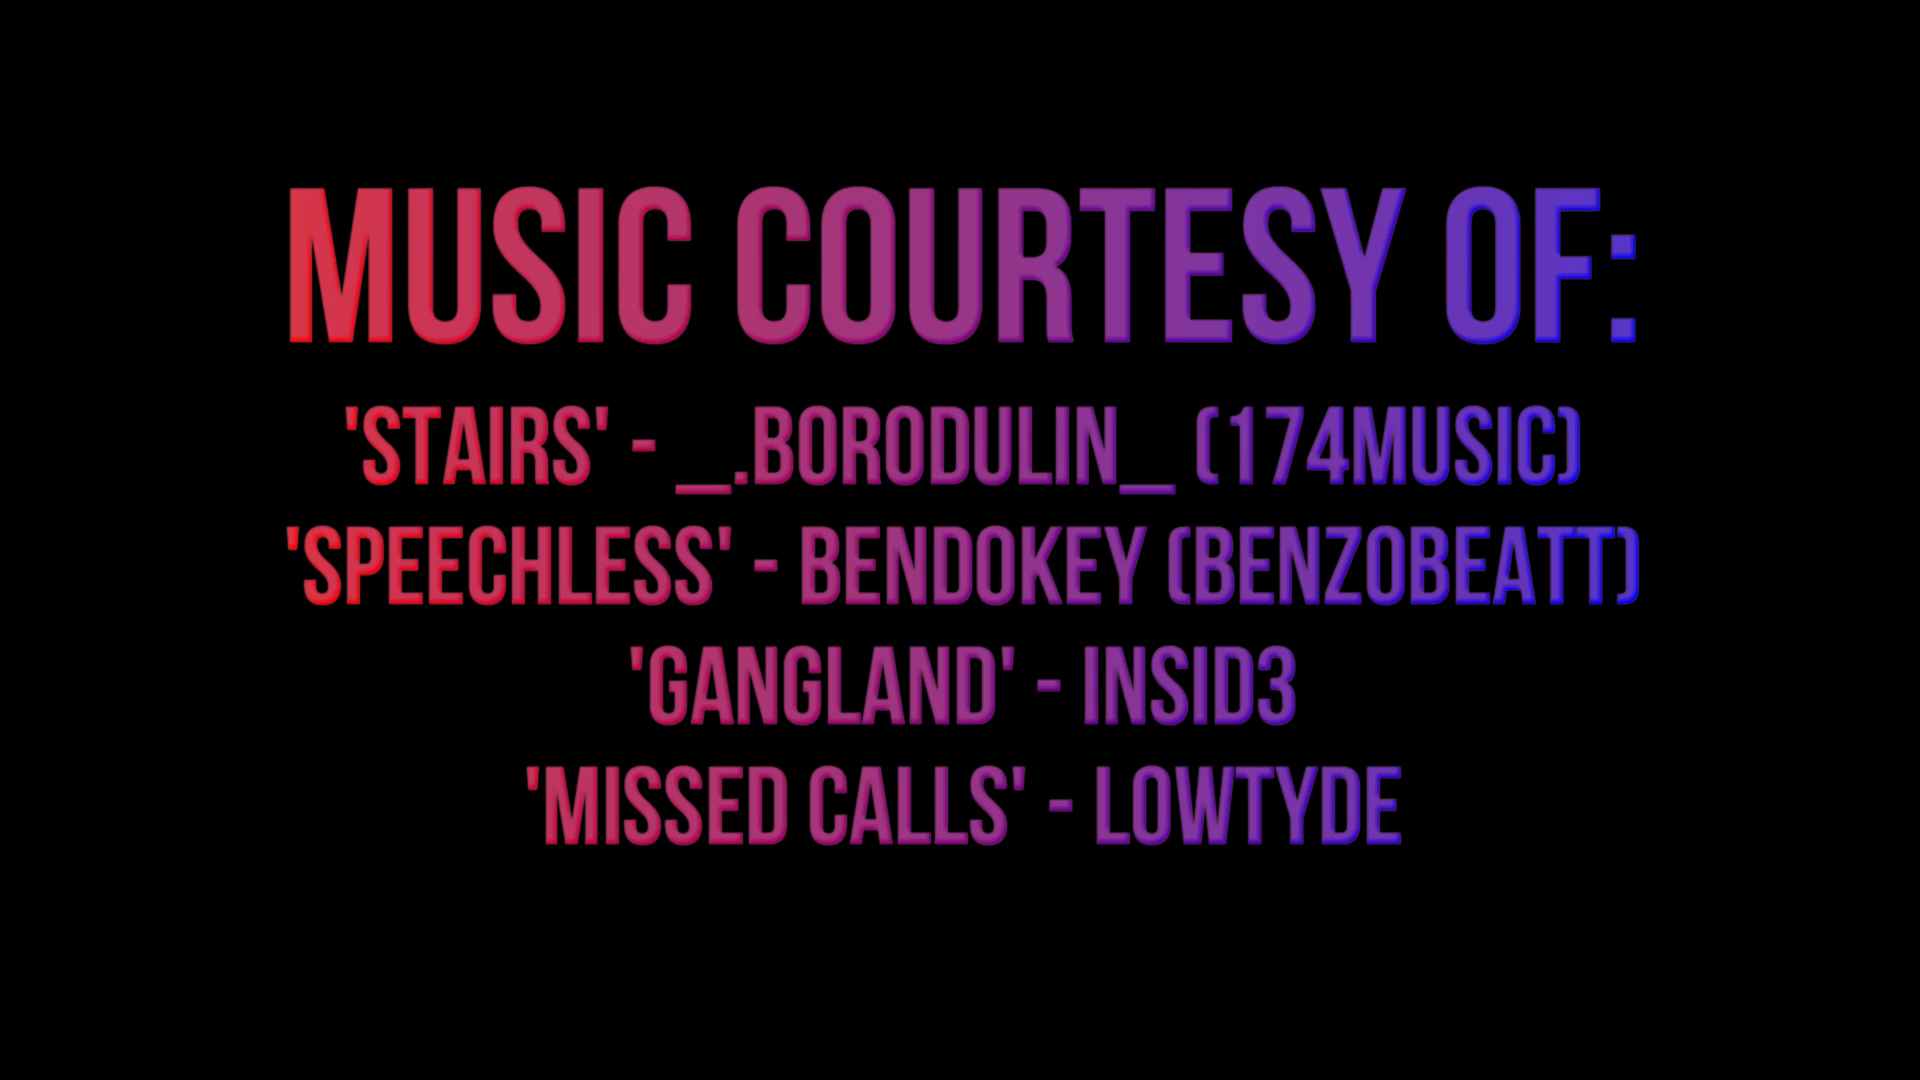 MUSIC COURTESY OF:
'STAIRS' - _.BORODULIN_ (174MUSIC)
'SPEECHLESS' - BENDOKEY (BENZOBEATT)
'GANGLAND' - INSID3
'MISSED CALLS' - LOWTYDE